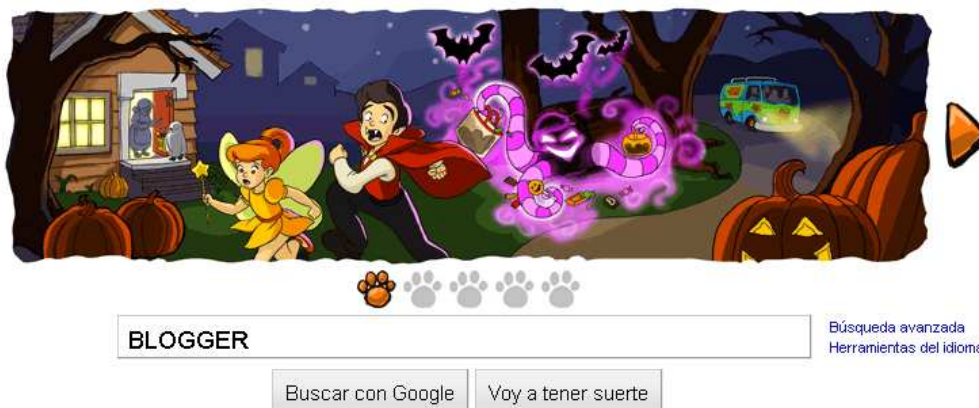 BLOGGER
Búsqueda avanzada
Herramientas del idioma
Buscar con Google
Voy a tener suerte